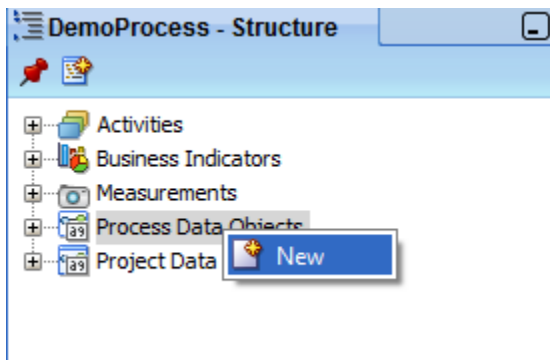 DemoProcess - Structure
Activities
Business Indicators
Measurements
Process Data Objects
New
Project Data